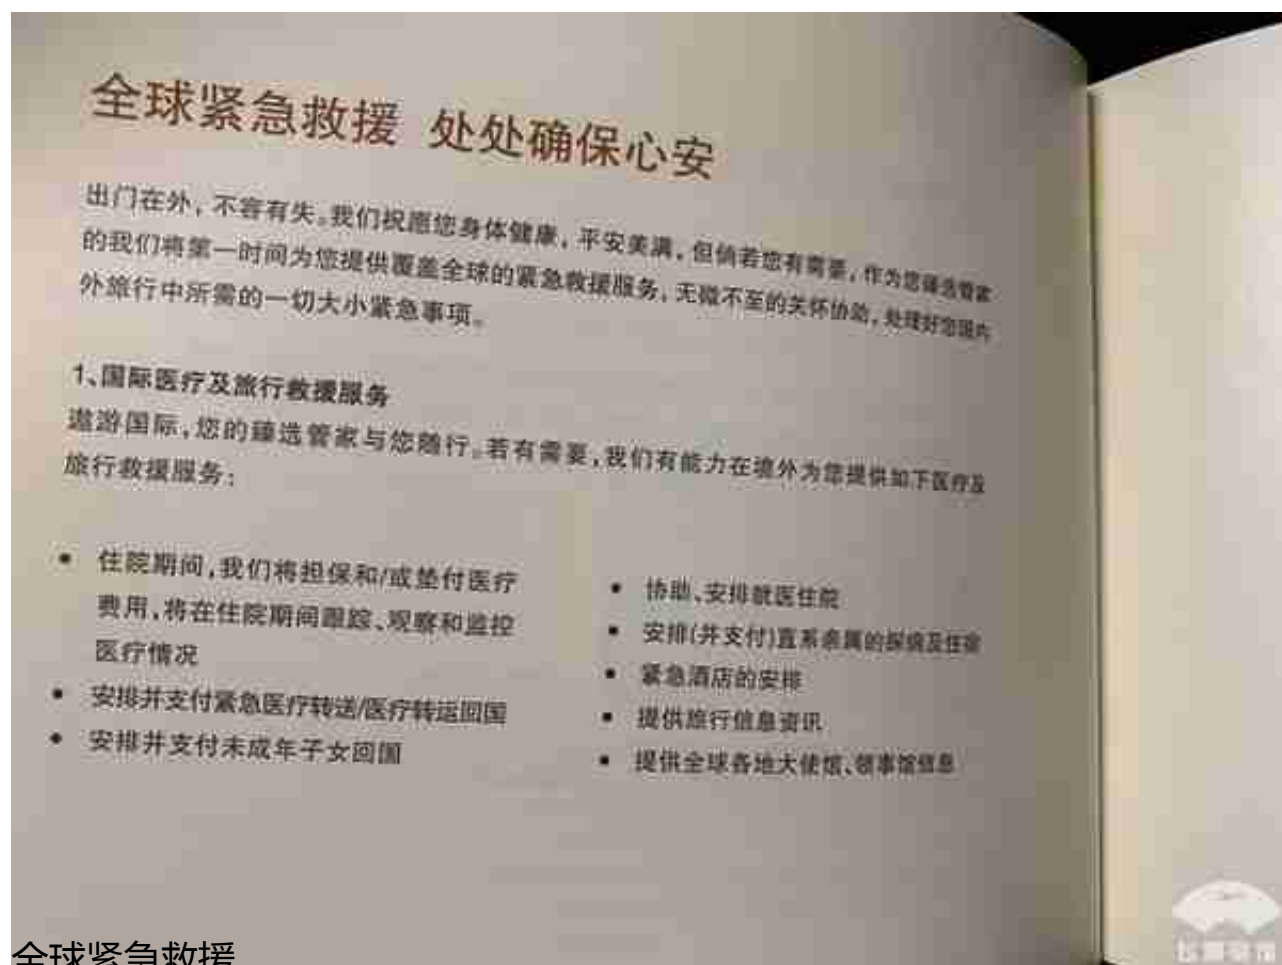 全球紧急救援 处处确保心安
出门在外，不容有失。我们祝愿您身体健康，平安美满，但倘若您有需要，作为您臻选管家
的我们将第一时间为您提供覆盖全球的紧急救援服务，无微不至的关怀协助，处理好您国内
外旅行中所需的一切大小紧急事项。
1、国际医疗及旅行救援服务
遨游国际，您的臻选管家与您随行。若有需要，我们有能力在境外为您提供如下医疗及
旅行救援服务：
• 住院期间，我们将担保和/或垫付医疗
费用，将在住院期间跟踪、观察和监控
医疗情况
• 安排并支付紧急医疗转送/医疗转运回国
• 安排并支付未成年子女回国
• 协助、安排就医住院
• 安排(并支付)直系亲属的探病及住宿
• 紧急酒店的安排
• 提供旅行信息资讯
• 提供全球各地大使馆、领事馆信息
全球紧急救援